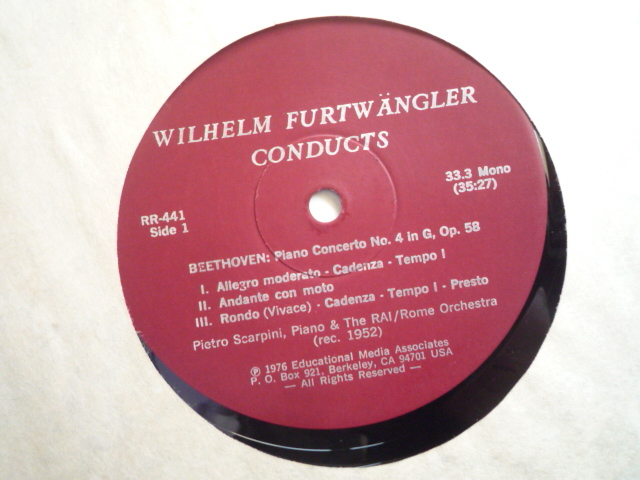 WILHELM FURTWÄNGLER
CONDUCTS
33.3 Mono
(35:27)
RR-441
Side 1
BEETHOVEN: Piano Concerto No. 4 in G, Op. 58
I. Allegro moderato - Cadenza - Tempo I
II. Andante con moto
III. Rondo (Vivace) - Cadenza - Tempo I - Presto
Pietro Scarpini, Piano & The RAI/Rome Orchestra
(rec. 1952)
℗ 1976 Educational Media Associates
P. O. Box 921, Berkeley, CA 94701 USA
— All Rights Reserved —